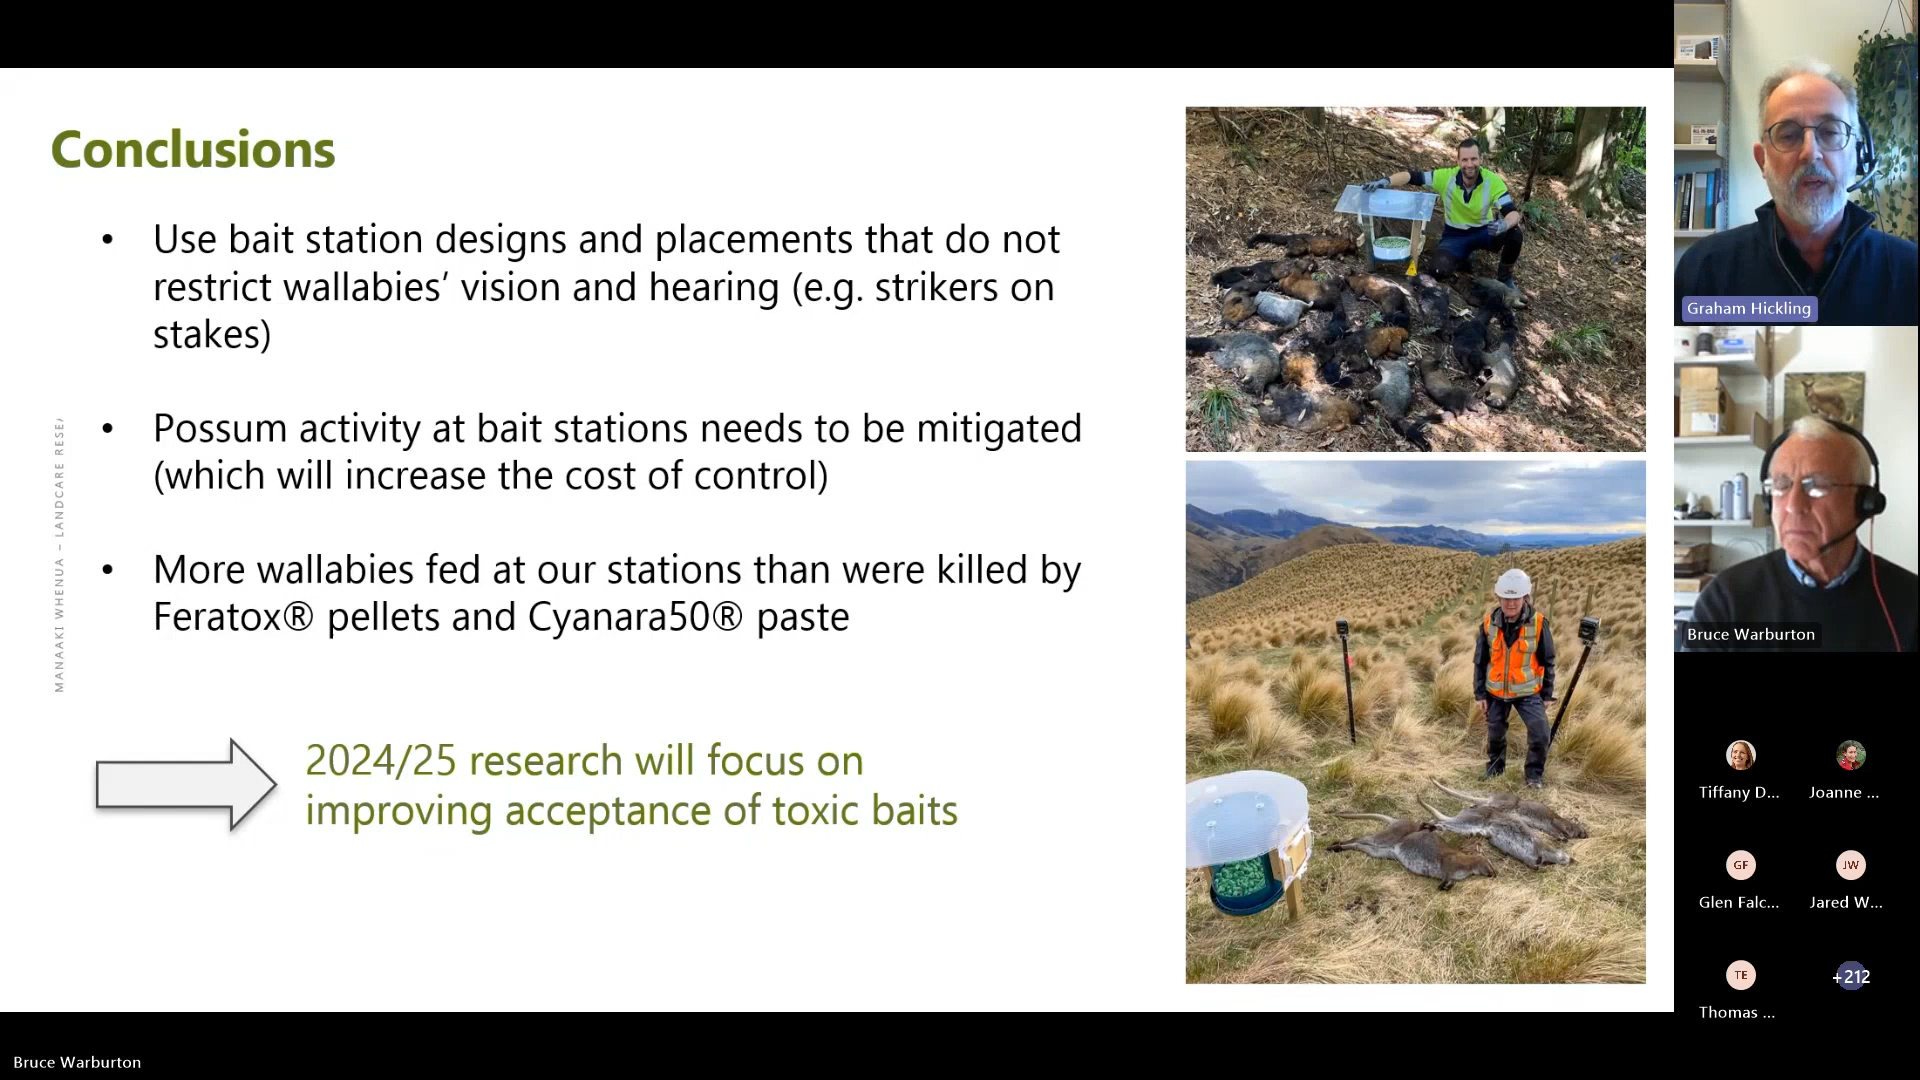 Conclusions
• Use bait station designs and placements that do not
restrict wallabies’ vision and hearing (e.g. strikers on
stakes)
• Possum activity at bait stations needs to be mitigated
(which will increase the cost of control)
• More wallabies fed at our stations than were killed by
Feratox® pellets and Cyanara50® paste
2024/25 research will focus on
improving acceptance of toxic baits
MANAAKI WHENUA – LANDCARE
Graham Hickling
Bruce Warburton
Tiffany D...
Joanne ...
GF
JW
Glen Falc...
Jared W...
TE
+212
Thomas ...
Bruce Warburton